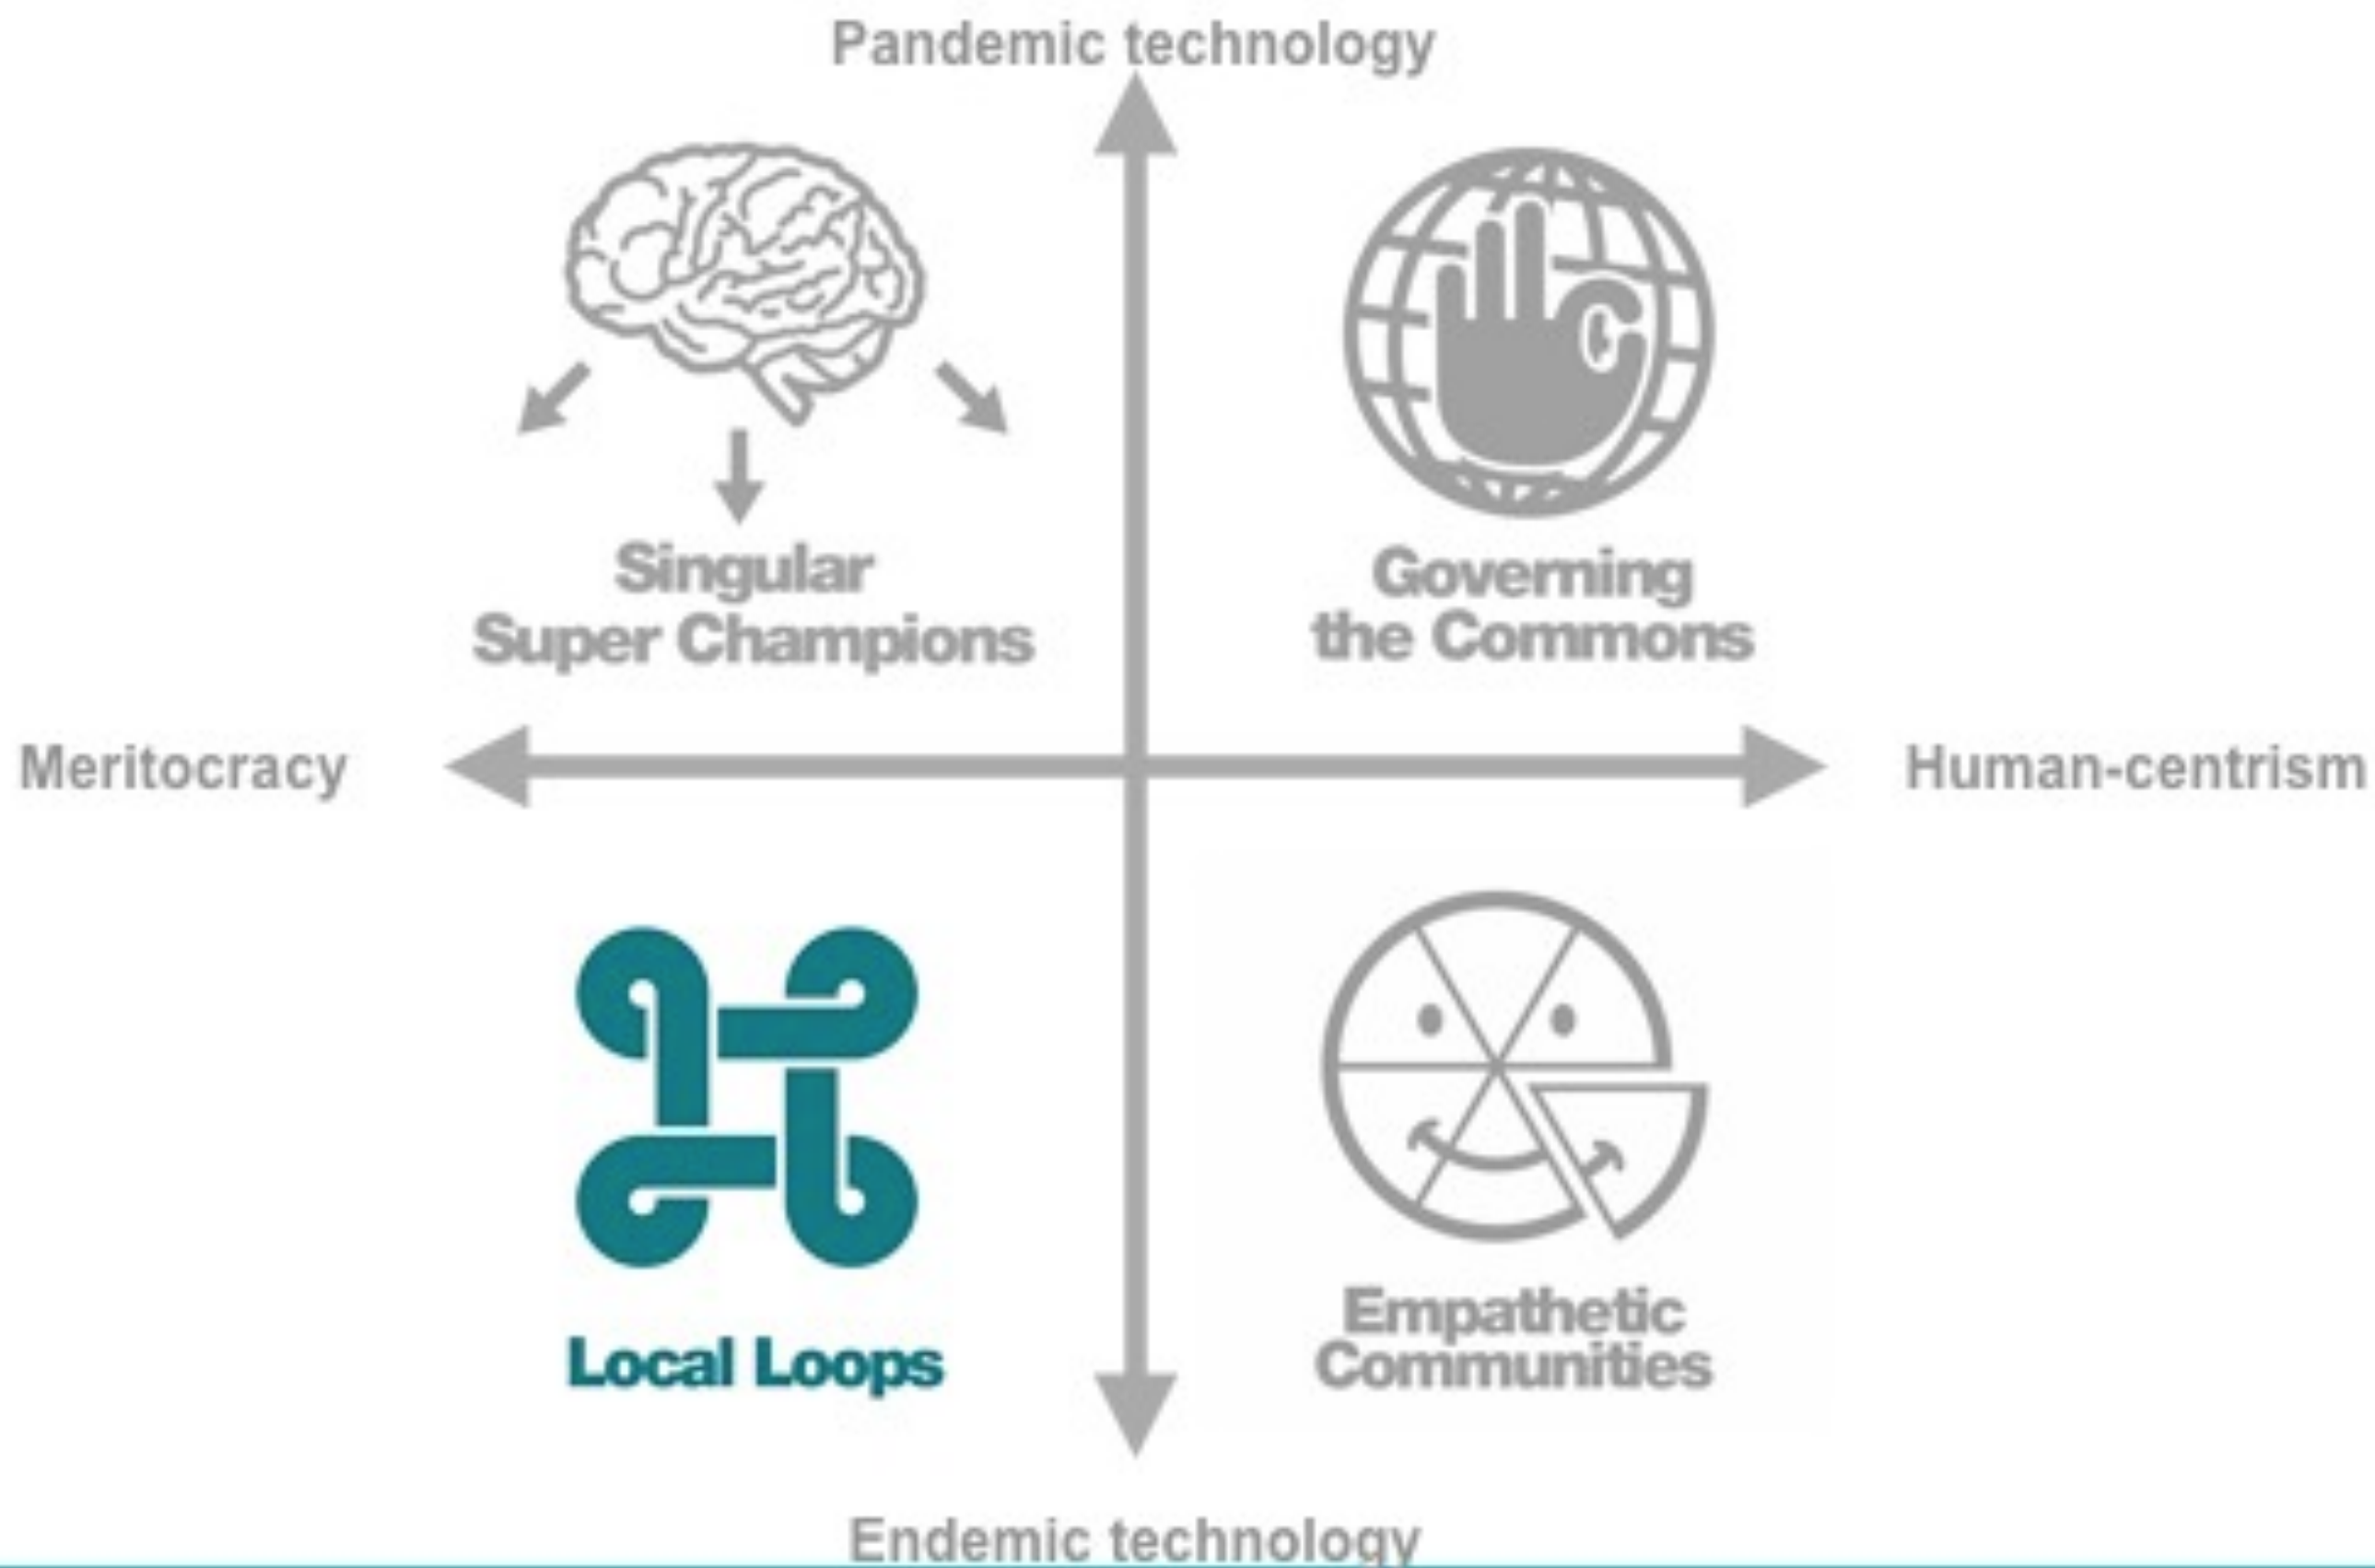 Pandemic technology
Singular
Super Champions
Governing
the Commons
Meritocracy
Human-centrism
Local Loops
Empathetic
Communities
Endemic technology